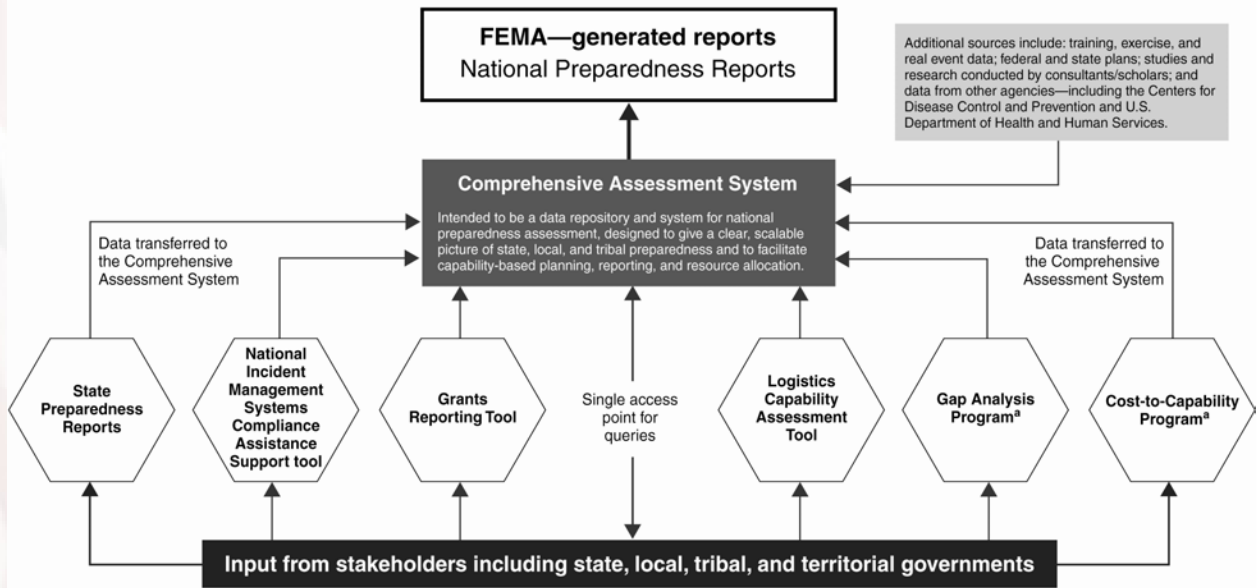 FEMA—generated reports
National Preparedness Reports
Additional sources include: training, exercise, and
real event data; federal and state plans; studies and
research conducted by consultants/scholars; and
data from other agencies—including the Centers for
Disease Control and Prevention and U.S.
Department of Health and Human Services.
Comprehensive Assessment System
Intended to be a data repository and system for national
preparedness assessment, designed to give a clear, scalable
picture of state, local, and tribal preparedness and to facilitate
capability-based planning, reporting, and resource allocation.
Data transferred to
the Comprehensive
Assessment System
Data transferred to
the Comprehensive
Assessment System
State
Preparedness
Reports
National
Incident
Management
Systems
Compliance
Assistance
Support tool
Grants
Reporting Tool
Single access
point for
queries
Logistics
Capability
Assessment
Tool
Gap Analysis
Programa
Cost-to-Capability
Programa
Input from stakeholders including state, local, tribal, and territorial governments